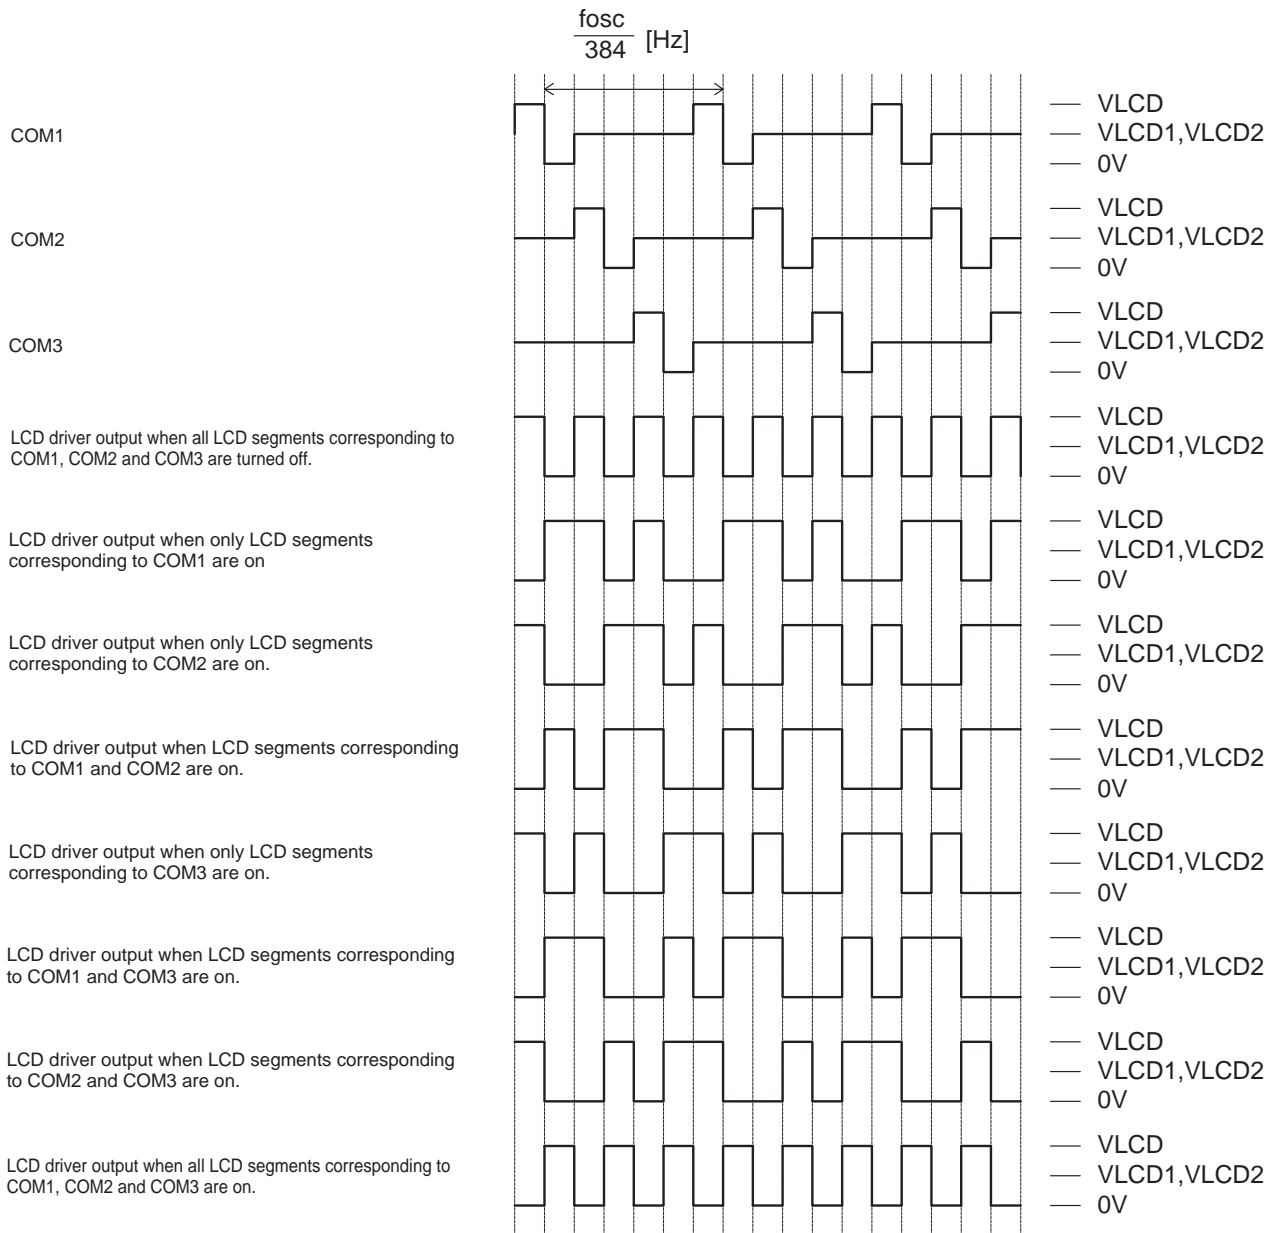 fosc
384 [Hz]
COM1
VLCD
VLCD1,VLCD2
0V
COM2
VLCD
VLCD1,VLCD2
0V
COM3
VLCD
VLCD1,VLCD2
0V
LCD driver output when all LCD segments corresponding to
COM1, COM2 and COM3 are turned off.
VLCD
VLCD1,VLCD2
0V
LCD driver output when only LCD segments
corresponding to COM1 are on
VLCD
VLCD1,VLCD2
0V
LCD driver output when only LCD segments
corresponding to COM2 are on.
VLCD
VLCD1,VLCD2
0V
LCD driver output when LCD segments corresponding
to COM1 and COM2 are on.
VLCD
VLCD1,VLCD2
0V
LCD driver output when only LCD segments
corresponding to COM3 are on.
VLCD
VLCD1,VLCD2
0V
LCD driver output when LCD segments corresponding
to COM1 and COM3 are on.
VLCD
VLCD1,VLCD2
0V
LCD driver output when LCD segments corresponding
to COM2 and COM3 are on.
VLCD
VLCD1,VLCD2
0V
LCD driver output when all LCD segments corresponding to
COM1, COM2 and COM3 are on.
VLCD
VLCD1,VLCD2
0V